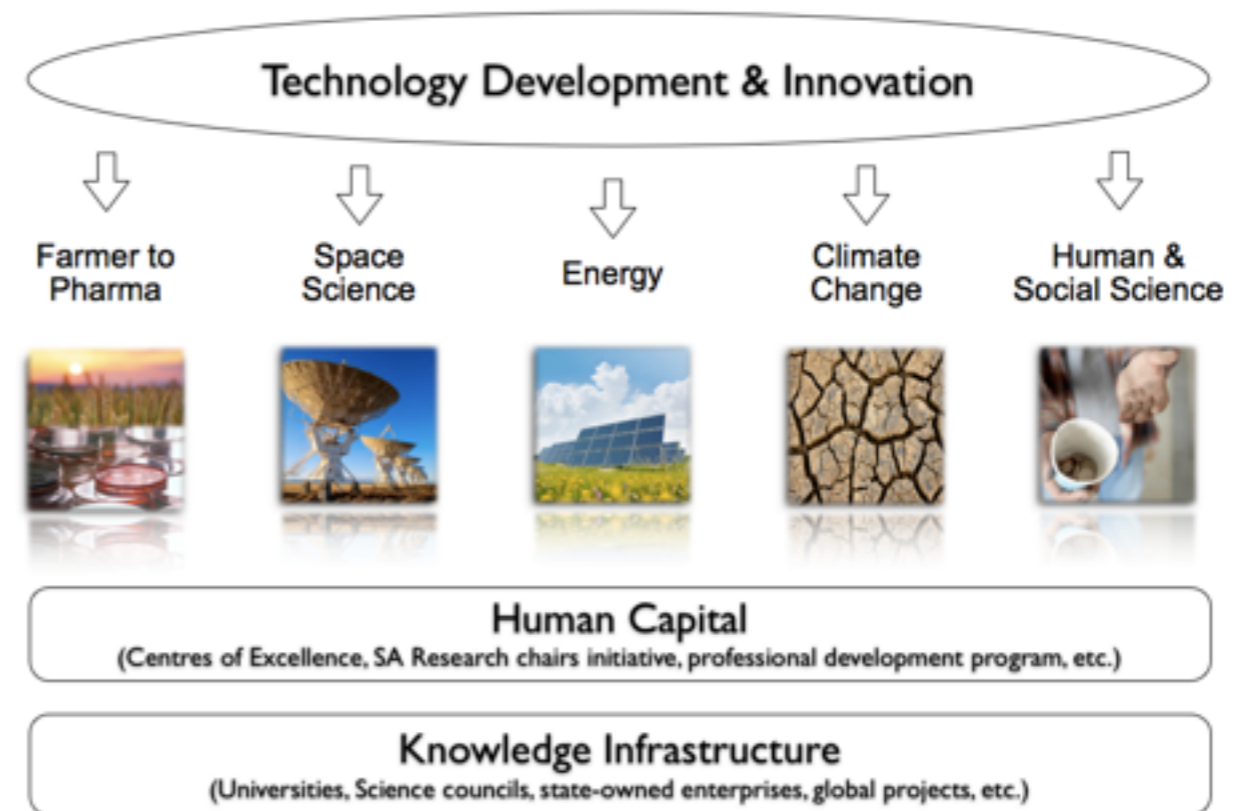 Technology Development & Innovation
Farmer to
Pharma
Space
Science
Energy
Climate
Change
Human &
Social Science
Human Capital
(Centres of Excellence, SA Research chairs initiative, professional development program, etc.)
Knowledge Infrastructure
(Universities, Science councils, state-owned enterprises, global projects, etc.)